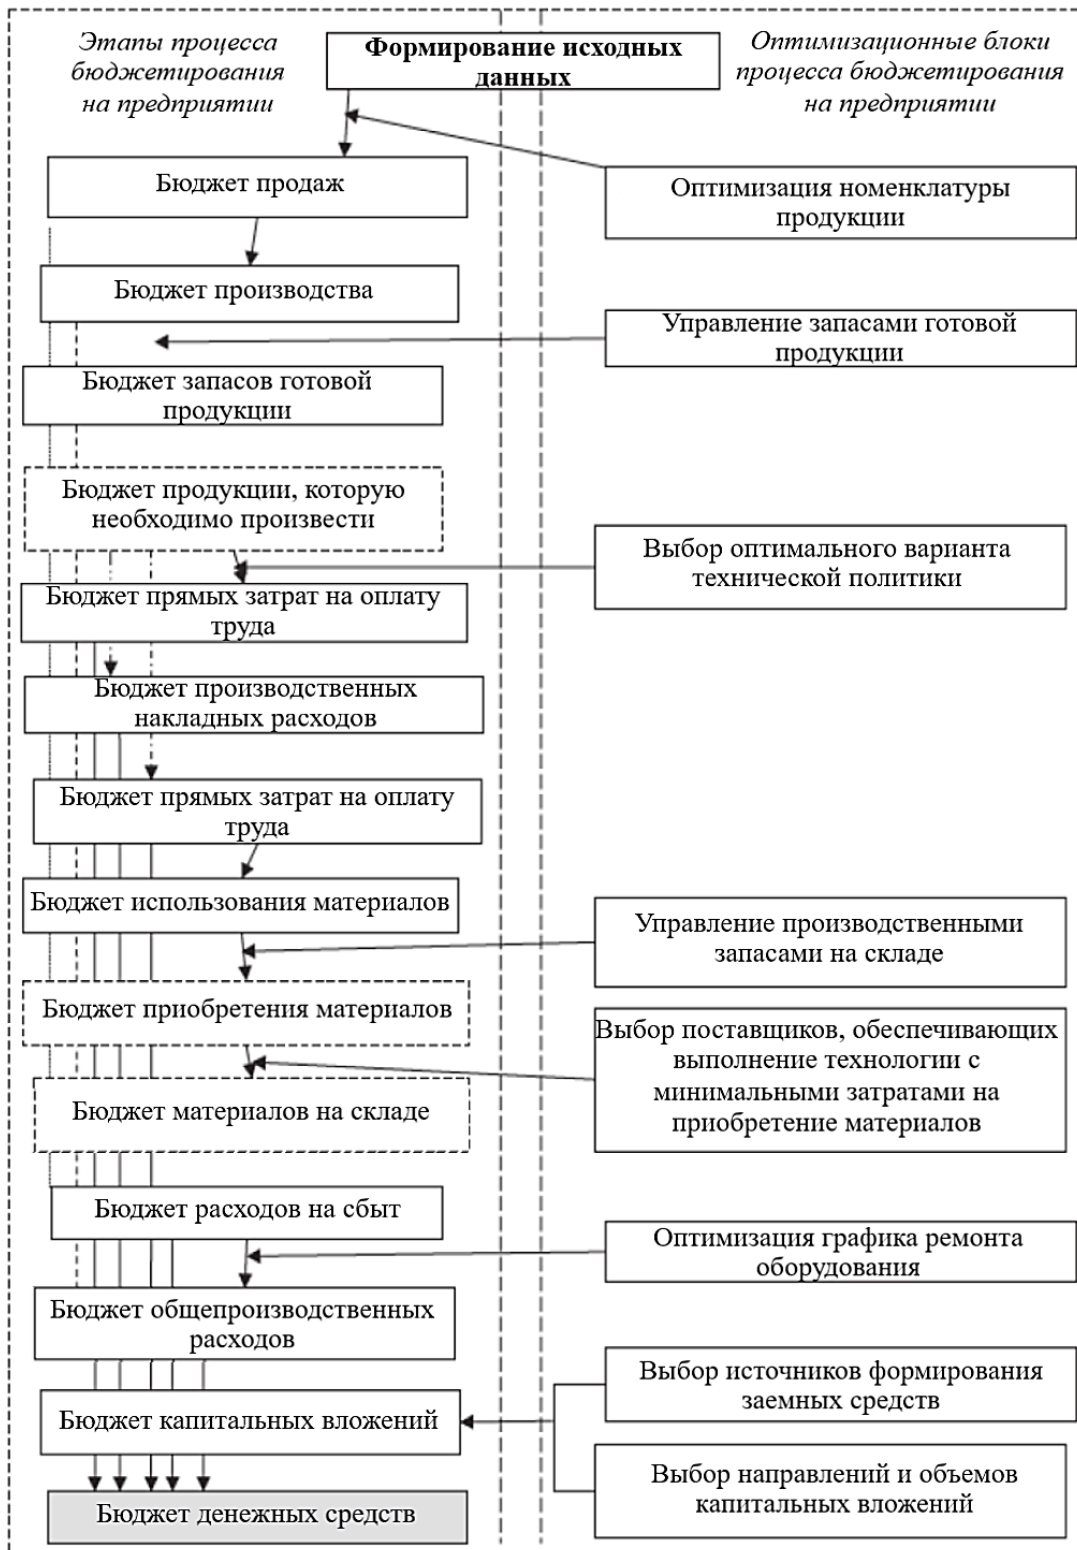 Этапы процесса
бюджетирования
на предприятии
Формирование исходных
данных
Оптимизационные блоки
процесса бюджетирования
на предприятии
Бюджет продаж
Оптимизация номенклатуры
продукции
Бюджет производства
Управление запасами готовой
продукции
Бюджет запасов готовой
продукции
Бюджет продукции, которую
необходимо произвести
Выбор оптимального варианта
технической политики
Бюджет прямых затрат на оплату
труда
Бюджет производственных
накладных расходов
Бюджет прямых затрат на оплату
труда
Бюджет использования материалов
Управление производственными
запасами на складе
Бюджет приобретения материалов
Выбор поставщиков, обеспечивающих
выполнение технологии с
минимальными затратами на
приобретение материалов
Бюджет материалов на складе
Бюджет расходов на сбыт
Оптимизация графика ремонта
оборудования
Бюджет общепроизводственных
расходов
Выбор источников формирования
заемных средств
Бюджет капитальных вложений
Выбор направлений и объемов
капитальных вложений
Бюджет денежных средств